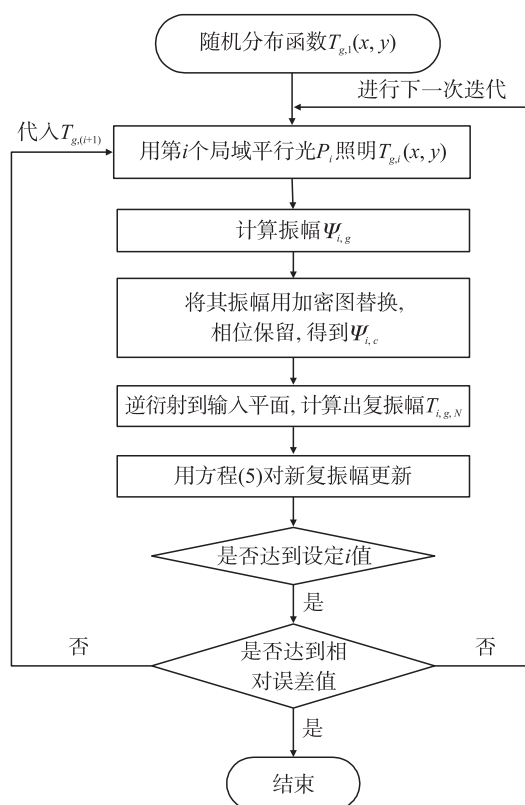 随机分布函数T_{g,1}(x, y)
进行下一次迭代
代入T_{g,(i+1)}
用第i个局域平行光P_i照明T_{g,i}(x, y)
计算振幅Ψ_{i,g}
将其振幅用加密图替换,
相位保留, 得到Ψ_{i,c}
逆衍射到输入平面, 计算出复振幅T_{i,g,N}
用方程(5)对新复振幅更新
是否达到设定i值
是
否
是否达到相
对误差值
否
是
结束